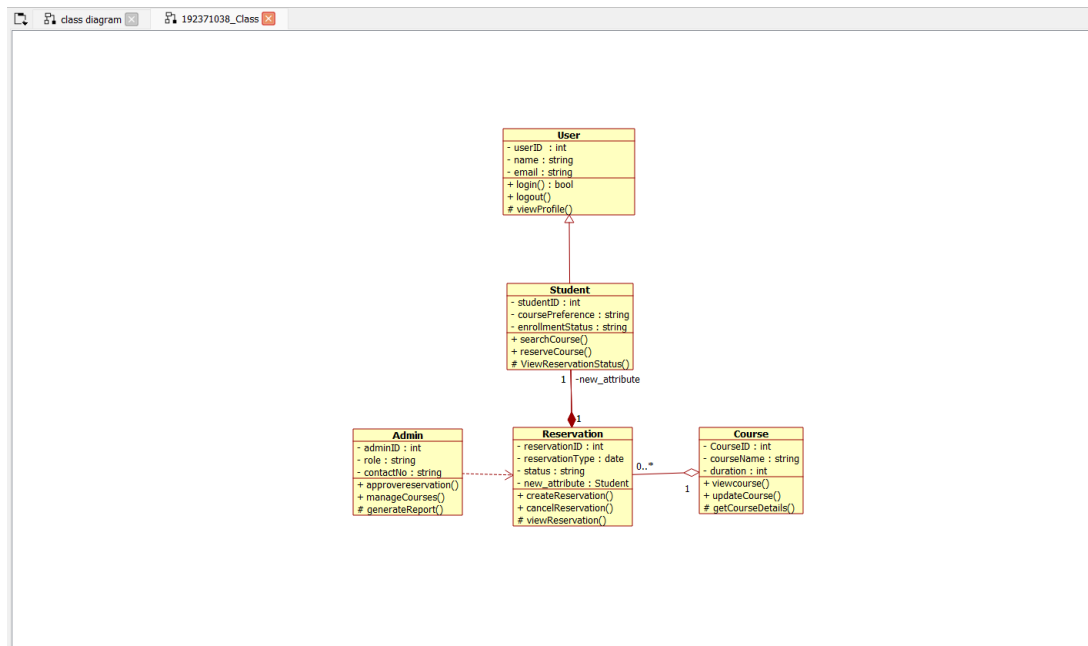 class diagram
192371038_Class
User
- userID : int
- name : string
- email : string
+ login() : bool
+ logout()
# viewProfile()
Student
- studentID : int
- coursePreference : string
- enrollmentStatus : string
+ searchCourse()
+ reserveCourse()
# ViewReservationStatus()
1
-new_attribute
1
Admin
- adminID : int
- role : string
- contactNo : string
+ approvereservation()
+ manageCourses()
# generateReport()
Reservation
- reservationID : int
- reservationType : date
- status : string
- new_attribute : Student
+ createReservation()
+ cancelReservation()
# viewReservation()
0..*
1
Course
- CourseID : int
- courseName : string
- duration : int
+ viewcourse()
+ updateCourse()
# getCourseDetails()